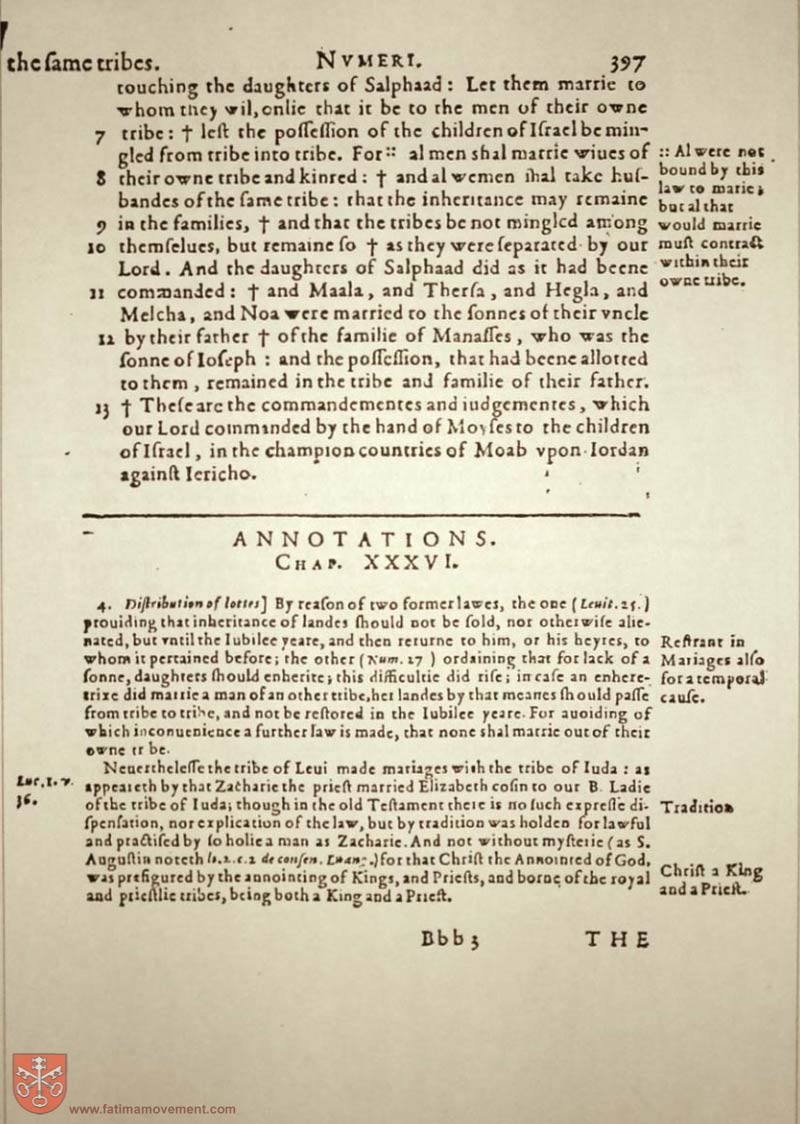 the ſame tribes. NVMERI. 397
touching the daughters of Salphaad: Let them marrie to
whom they wil, onlie that it be to the men of their owne
7 tribe: † leſt the poſſeſſion of the children of Iſrael be min-
gled from tribe into tribe. For :: al men shal marrie wiues of
8 their owne tribe and kinred: † and al wemen ſhal take huſ-
bandes of the ſame tribe: that the inheritance may remaine
9 in the families, † and that the tribes be not mingled among
10 themſelues, but remaine ſo † as they were ſeparated by our
Lord. And the daughters of Salphaad did as it had beene
11 commanded: † and Maala, and Therſa, and Hegla, and
Melcha, and Noa were married to the ſonnes of their vncle
12 by their father † of the familie of Manaſſes, who was the
ſonne of Ioſeph: and the poſſeſſion, that had beene allotted
to them, remained in the tribe and familie of their father.
13 † Theſe are the commandementes and iudgementes, which
our Lord commanded by the hand of Moyſes to the children
of Iſrael, in the champion countries of Moab vpon Iordan
againſt Iericho.
:: Al were not
bound by this
law to marie;
but al that
would marrie
muſt contract
within their
owne tribe.
ANNOTATIONS.
CHAP. XXXVI.
4. Diſtribution of lottes] By reaſon of two former lawes, the one (Leuit. 25.)
prouiding that inheritance of landes ſhould not be ſold, nor otherwiſe alie-
nated, but vntil the Iubilee yeare, and then returne to him, or his heyres, to
whom it pertained before; the other (Num. 27) ordaining that for lack of a
ſonne, daughters ſhould enherite; this difficultie did riſe; in caſe an enhere-
trixe did marrie a man of an other tribe, her landes by that meanes ſhould paſſe
from tribe to tribe, and not be reſtored in the Iubilee yeare. For auoiding of
which inconuenience a further law is made, that none shal marrie out of their
owne tribe.
Reſtrant in
Mariages alſo
for a temporal
cauſe.
Neuertheleſſe the tribe of Leui made mariages with the tribe of Iuda: as
appeareth by that Zacharie the prieſt married Elizabeth coſin to our B. Ladie
of the tribe of Iuda; though in the old Teſtament there is no ſuch expreſſe di-
ſpenſation, nor explication of the law, but by tradition was holden for lawful
and practiſed by ſo holie a man as Zacharie. And not without myſterie (as S.
Auguſtin noteth li. 2. c. 2 de conſen. Euang.) for that Chriſt the Annointed of God,
was prefigured by the annointing of Kings, and Prieſts, and borne of the royal
and prieſtlie tribes, being both a King and a Prieſt.
Luc. 1. v.
36.
Tradition
Chriſt a King
and a Prieſt.
Bbb3 THE
www.fatimamovement.com